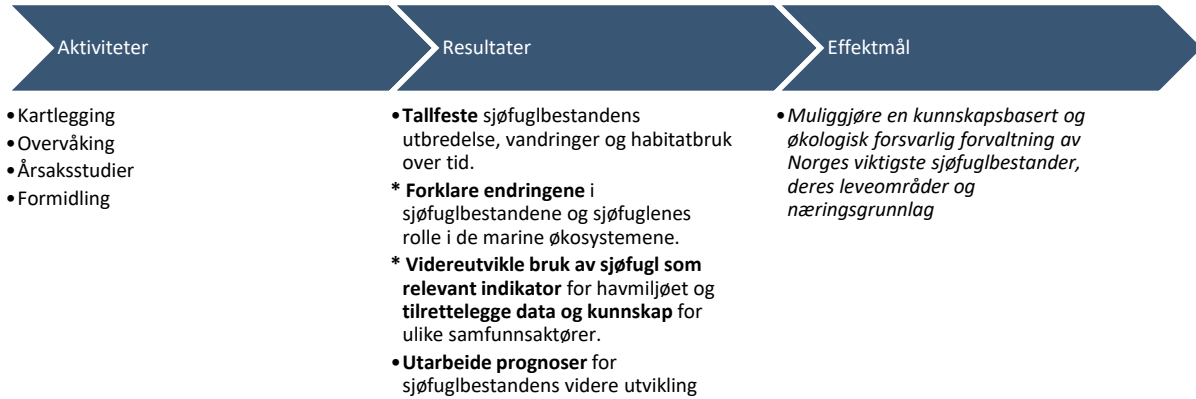 Aktiviteter
•Kartlegging
•Overvåking
•Årsaksstudier
•Formidling
Resultater
•Tallfeste sjøfuglbestandens
utbredelse, vandringer og habitatbruk
over tid.
* Forklare endringene i
sjøfuglbestandene og sjøfuglenes
rolle i de marine økosystemene.
* Videreutvikle bruk av sjøfugl som
relevant indikator for havmiljøet og
tilrettelegge data og kunnskap for
ulike samfunnsaktører.
•Utarbeide prognoser for
sjøfuglbestandens videre utvikling
Effektmål
•Muliggjøre en kunnskapsbasert og
økologisk forsvarlig forvaltning av
Norges viktigste sjøfuglbestander,
deres leveområder og
næringsgrunnlag